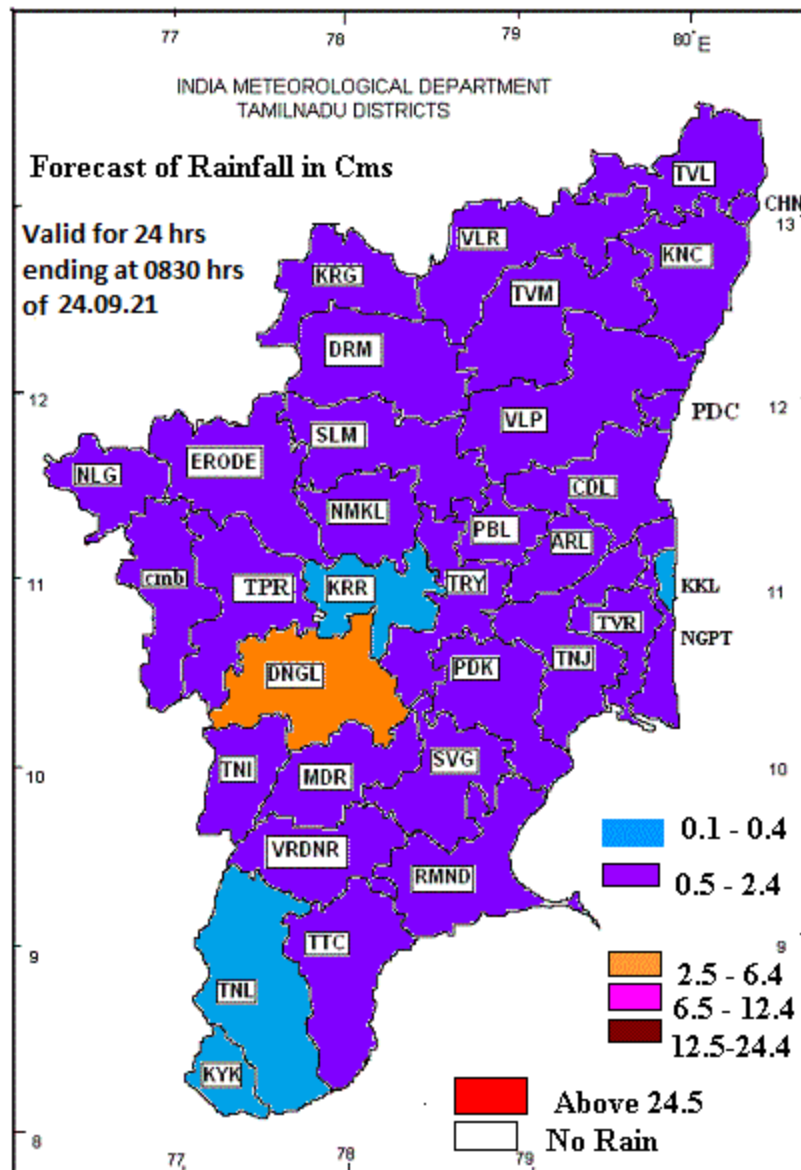 77 78 79 80° E
INDIA METEOROLOGICAL DEPARTMENT
TAMILNADU DISTRICTS
Forecast of Rainfall in Cms
Valid for 24 hrs
ending at 0830 hrs
of 24.09.21
TVL
CHN
13
VLR
KNC
KRG
TVM
DRM
12
12
PDC
VLP
SLM
ERODE
NLG
CDL
NMKL
PBL
ARL
11
cmb
TPR
KRR
TRY
KKL
11
TVR
NGPT
DNGL
PDK
TNJ
10
TNI
MDR
SVG
10
VRDNR
RMND
0.1 - 0.4
0.5 - 2.4
9
TTC
9
TNL
2.5 - 6.4
6.5 - 12.4
12.5-24.4
KYK
Above 24.5
No Rain
8
77 78 79